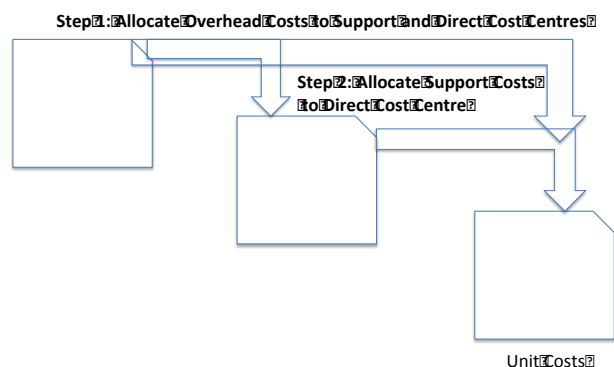 Step 1: Allocate Overhead Costs to Support and Direct Cost Centres
Step 2: Allocate Support Costs
to Direct Cost Centre
Unit Costs